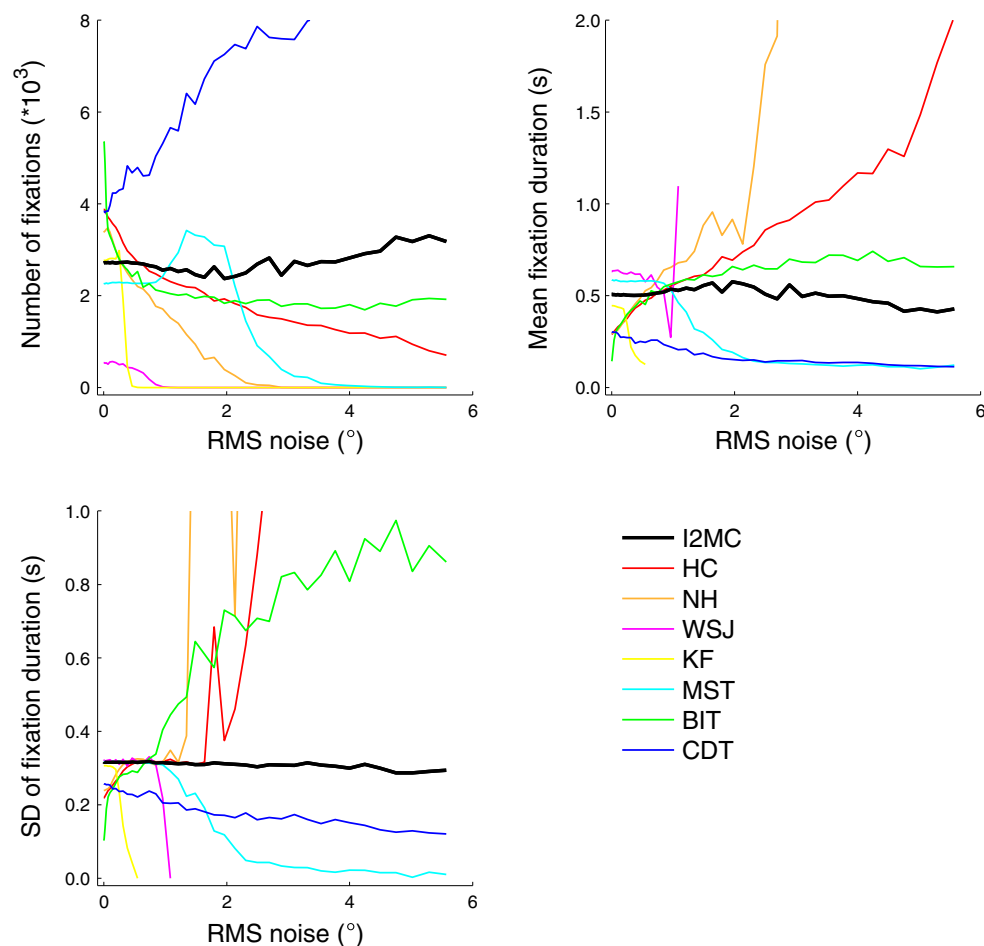 Number of fixations (*10³)
8
6
4
2
0
0 2 4 6
RMS noise (°)
Mean fixation duration (s)
2.0
1.5
1.0
0.5
0.0
0 2 4 6
RMS noise (°)
SD of fixation duration (s)
1.0
0.8
0.6
0.4
0.2
0.0
0 2 4 6
RMS noise (°)
I2MC
HC
NH
WSJ
KF
MST
BIT
CDT